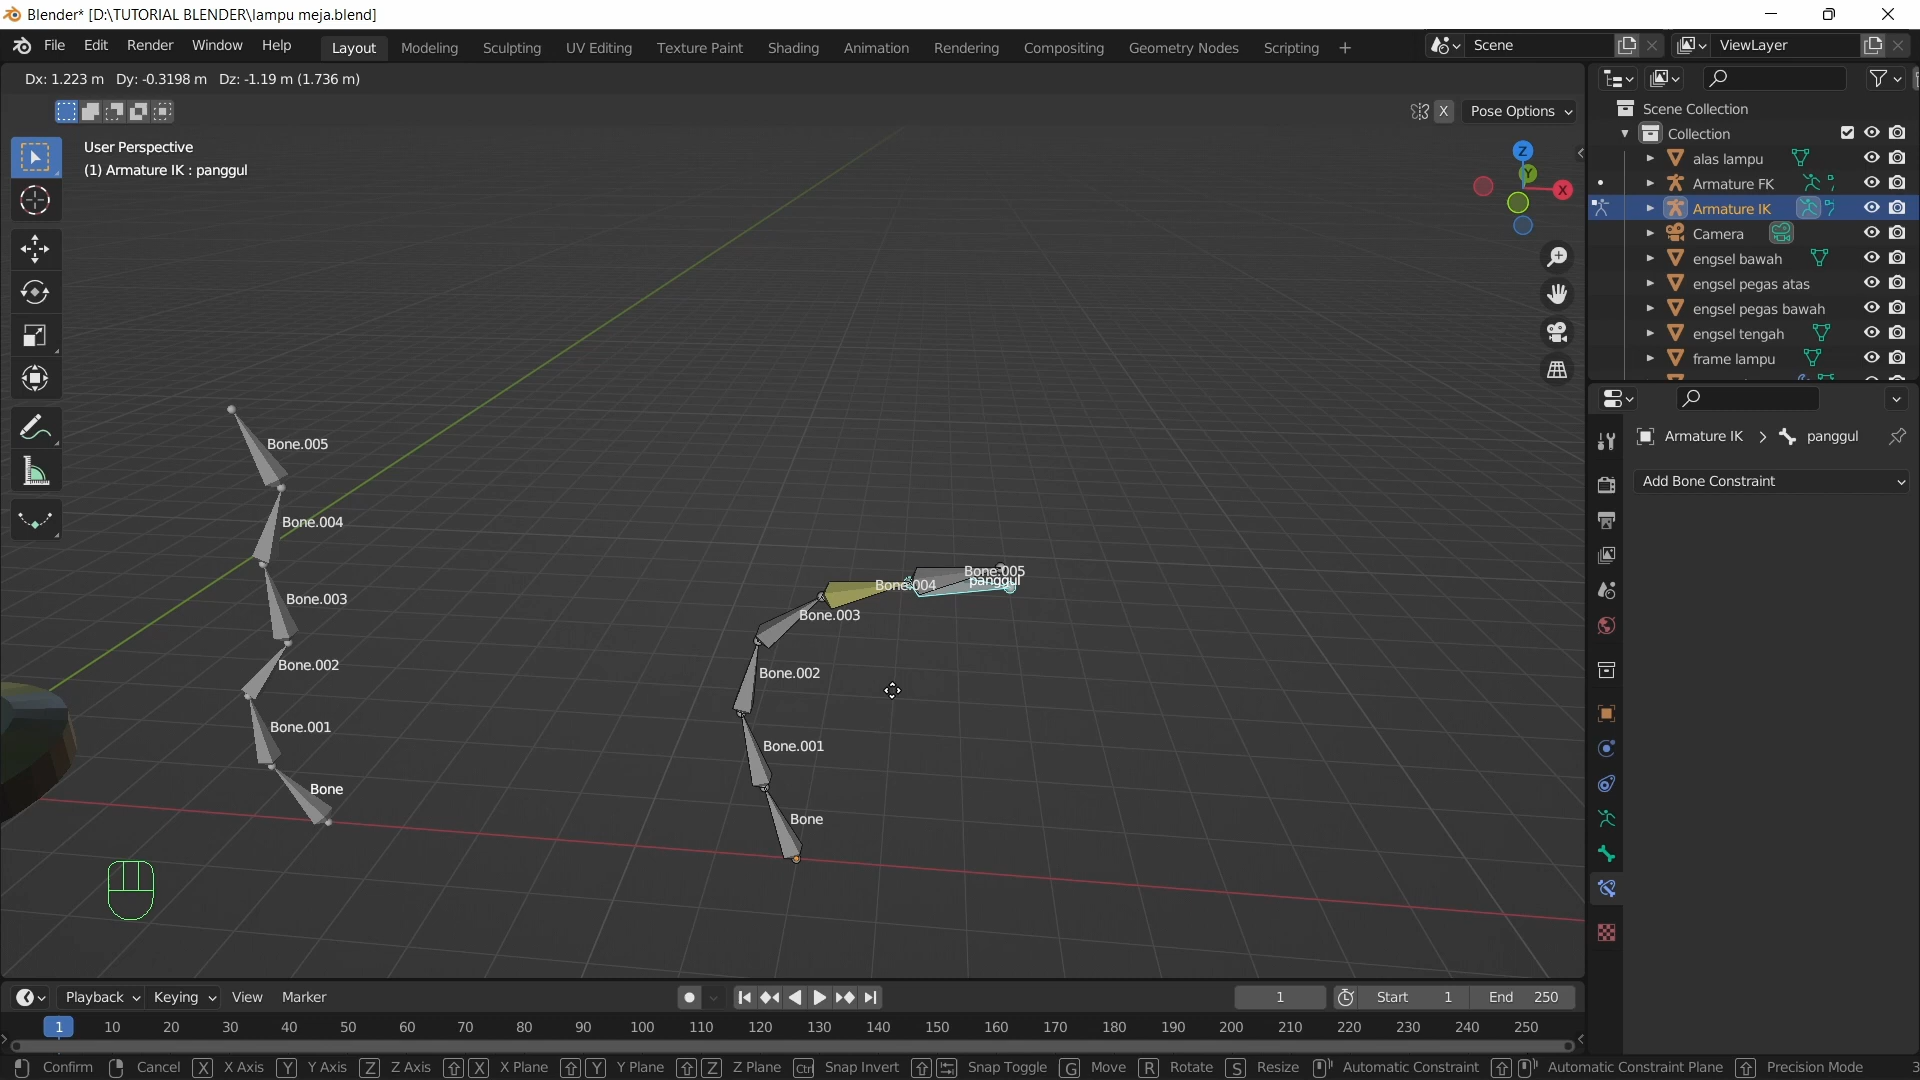 Blender* [D:\TUTORIAL BLENDER\lampu meja.blend]
File Edit Render Window Help Layout Modeling Sculpting UV Editing Texture Paint Shading Animation Rendering Compositing Geometry Nodes Scripting + Scene ViewLayer
Dx: 1.223 m Dy: -0.3198 m Dz: -1.19 m (1.736 m)
X Pose Options
User Perspective
(1) Armature IK : panggul
Z
Y
X
Bone.005
Bone.004
Bone.003
Bone.002
Bone.001
Bone
Bone.005
panggul
Bone.004
Bone.003
Bone.002
Bone.001
Bone
Scene Collection
Collection
alas lampu
Armature FK
Armature IK
Camera
engsel bawah
engsel pegas atas
engsel pegas bawah
engsel tengah
frame lampu
Armature IK > panggul
Add Bone Constraint
Playback Keying View Marker 1 Start 1 End 250
1 10 20 30 40 50 60 70 80 90 100 110 120 130 140 150 160 170 180 190 200 210 220 230 240 250
Confirm Cancel X X Axis Y Y Axis Z Z Axis X X Plane Y Y Plane Z Z Plane Ctrl Snap Invert Snap Toggle G Move R Rotate S Resize Automatic Constraint Automatic Constraint Plane Precision Mode